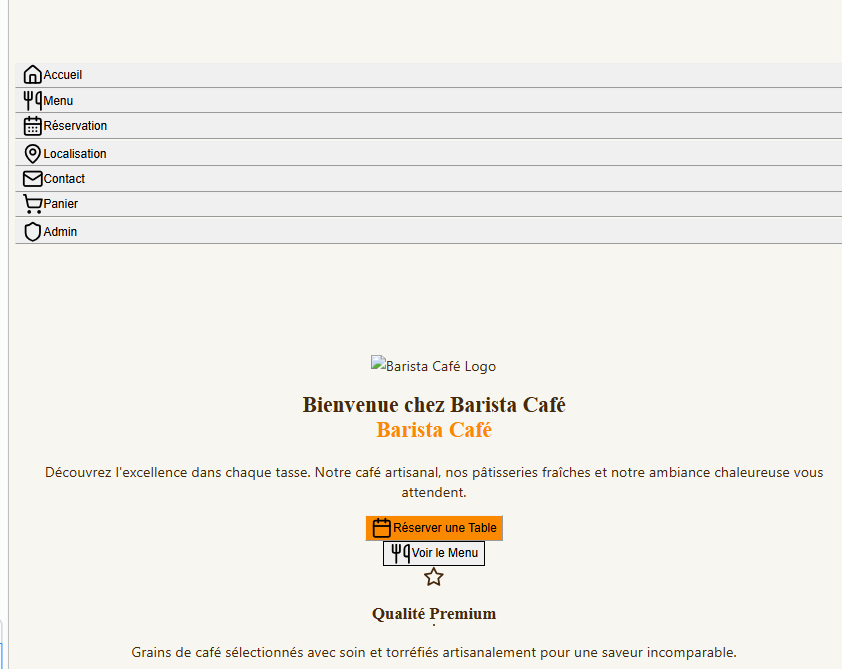 Accueil
Menu
Réservation
Localisation
Contact
Panier
Admin
Barista Café Logo
Bienvenue chez Barista Café
Barista Café
Découvrez l'excellence dans chaque tasse. Notre café artisanal, nos pâtisseries fraîches et notre ambiance chaleureuse vous
attendent.
Réserver une Table
Voir le Menu
Qualité Premium
Grains de café sélectionnés avec soin et torréfiés artisanalement pour une saveur incomparable.